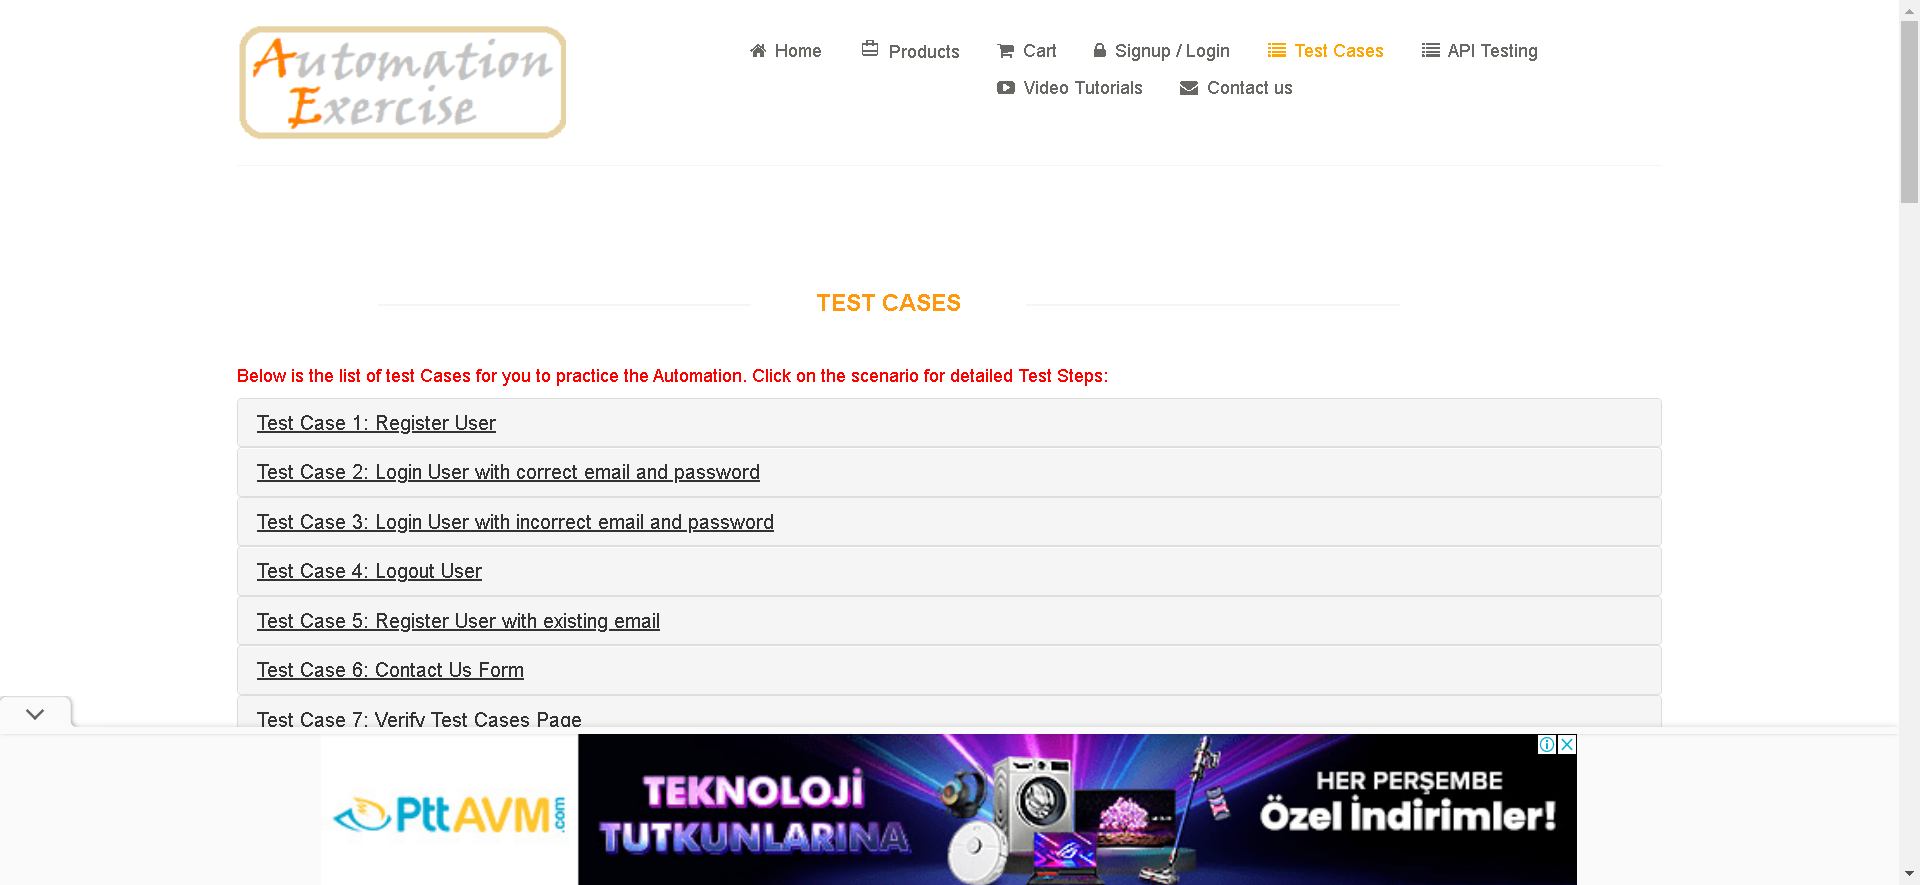 Automation
Exercise
Home
Products
Cart
Signup / Login
Test Cases
API Testing
Video Tutorials
Contact us
TEST CASES
Below is the list of test Cases for you to practice the Automation. Click on the scenario for detailed Test Steps:
Test Case 1: Register User
Test Case 2: Login User with correct email and password
Test Case 3: Login User with incorrect email and password
Test Case 4: Logout User
Test Case 5: Register User with existing email
Test Case 6: Contact Us Form
Test Case 7: Verify Test Cases Page
PttAVM.com
TEKNOLOJİ
TUTKUNLARINA
HER PERŞEMBE
Özel İndirimler!